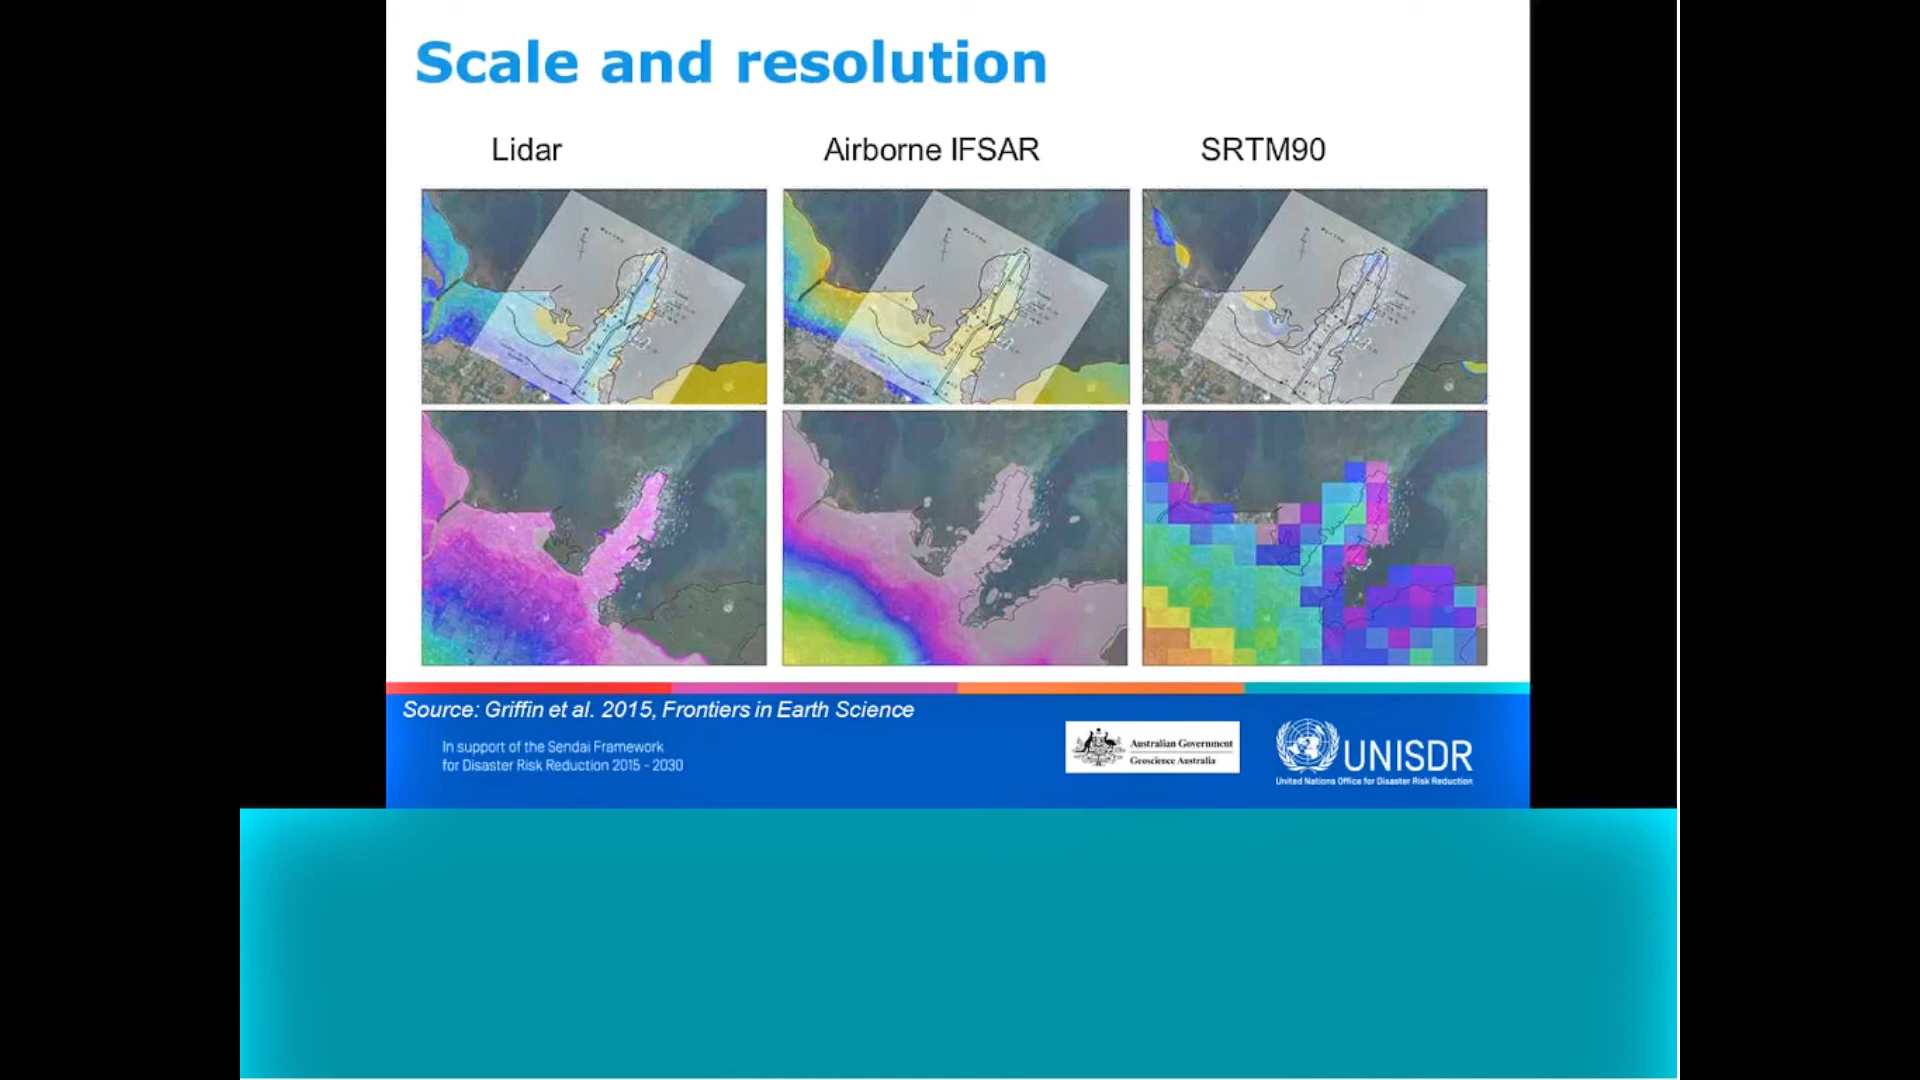 Scale and resolution
Lidar
Airborne IFSAR
SRTM90
Source: Griffin et al. 2015, Frontiers in Earth Science
In support of the Sendai Framework
for Disaster Risk Reduction 2015 - 2030
Australian Government
Geoscience Australia
UNISDR
United Nations Office for Disaster Risk Reduction